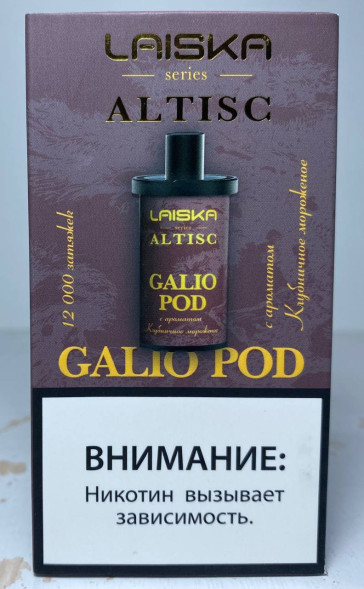 LAISKA
series
ALTISC
LAISKA
series
ALTISC
GALIO
POD
с ароматом
Клубничное мороженое
12 000 затяжек
с ароматом
Клубничное мороженое
GALIO POD
ВНИМАНИЕ:
Никотин вызывает
зависимость.